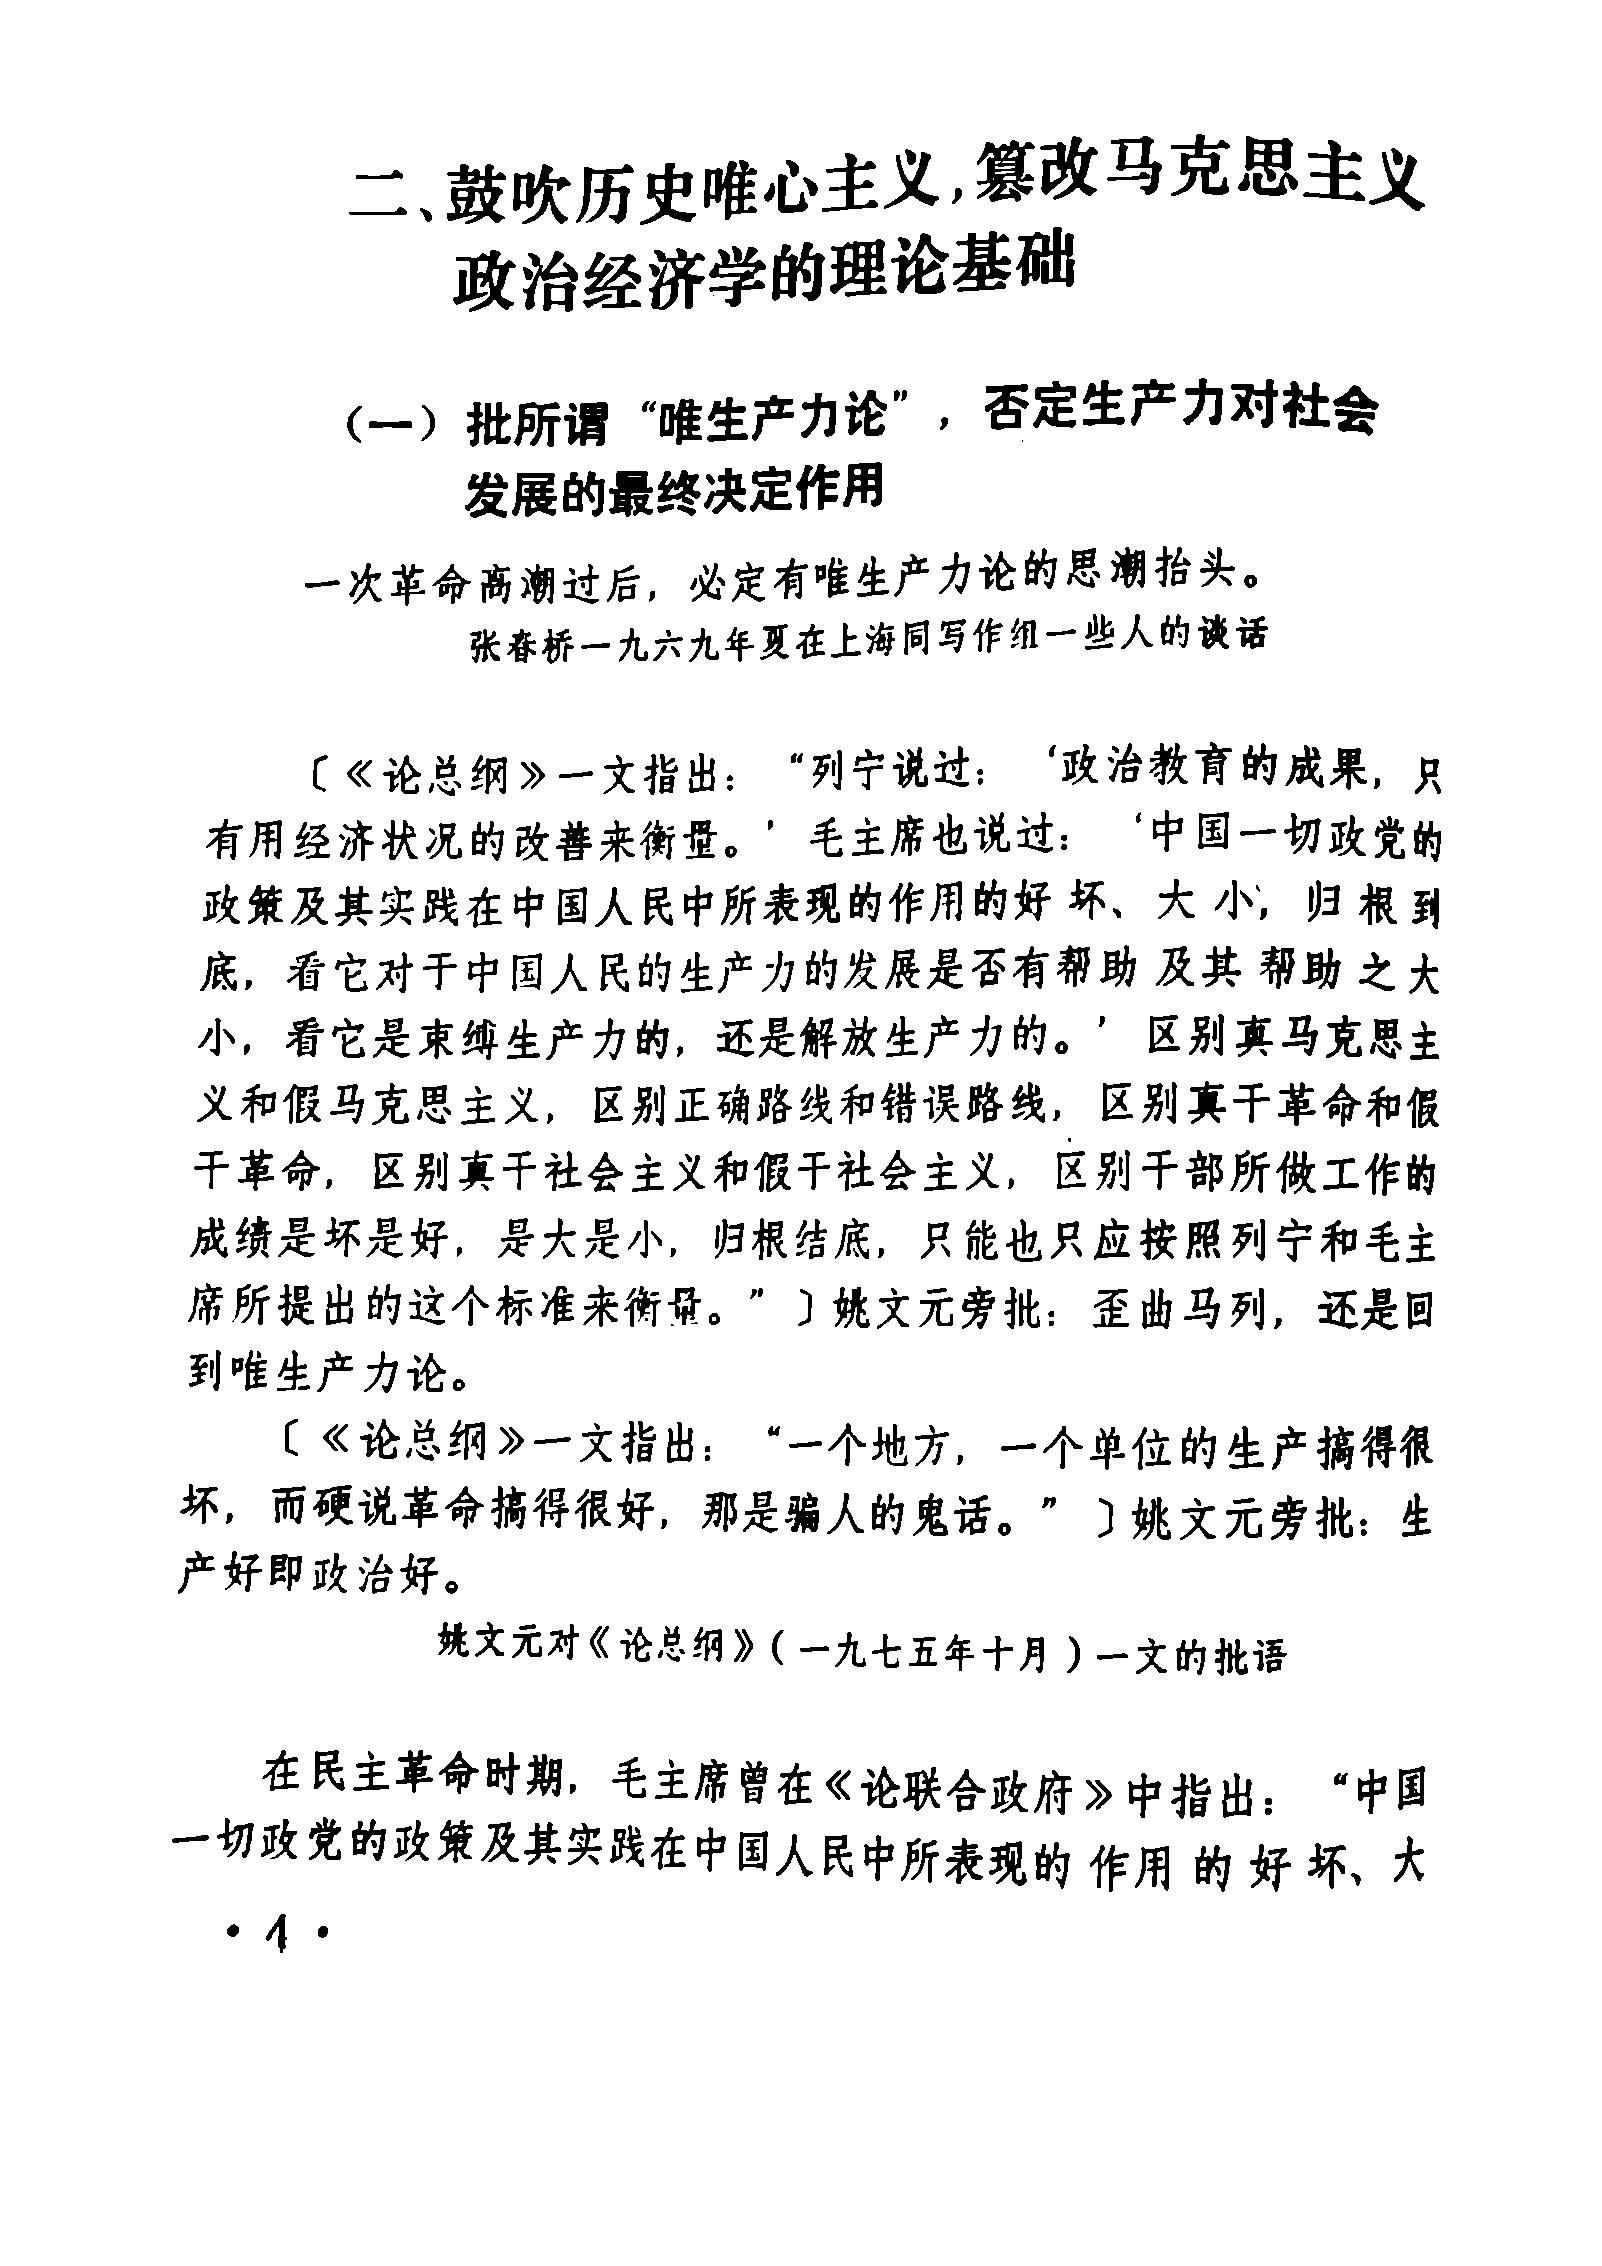 二、鼓吹历史唯心主义，篡改马克思主义
政治经济学的理论基础
（一）批所谓“唯生产力论”，否定生产力对社会
发展的最终决定作用
一次革命高潮过后，必定有唯生产力论的思潮抬头。
张春桥一九六九年夏在上海同写作组一些人的谈话
〔《论总纲》一文指出：“列宁说过：‘政治教育的成果，只
有用经济状况的改善来衡量。’毛主席也说过：‘中国一切政党的
政策及其实践在中国人民中所表现的作用的好坏、大小，归根到
底，看它对于中国人民的生产力的发展是否有帮助及其帮助之大
小，看它是束缚生产力的，还是解放生产力的。’区别真马克思主
义和假马克思主义，区别正确路线和错误路线，区别真干革命和假
干革命，区别真干社会主义和假干社会主义，区别干部所做工作的
成绩是坏是好，是大是小，归根结底，只能也只应按照列宁和毛主
席所提出的这个标准来衡量。”〕姚文元旁批：歪曲马列，还是回
到唯生产力论。
〔《论总纲》一文指出：“一个地方，一个单位的生产搞得很
坏，而硬说革命搞得很好，那是骗人的鬼话。”〕姚文元旁批：生
产好即政治好。
姚文元对《论总纲》（一九七五年十月）一文的批语
在民主革命时期，毛主席曾在《论联合政府》中指出：“中国
一切政党的政策及其实践在中国人民中所表现的作用的好坏、大
·4·